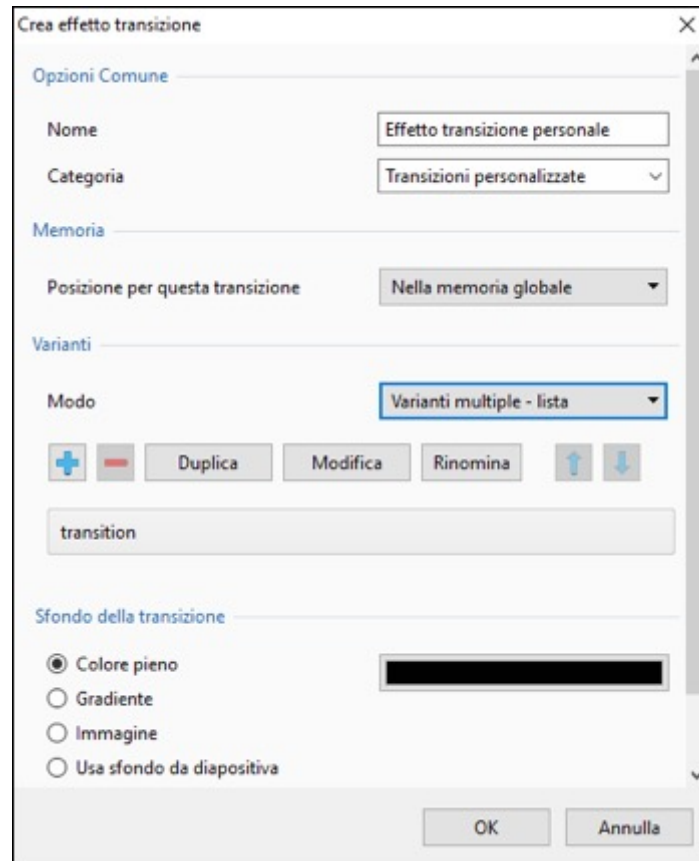 Crea effetto transizione
Opzioni Comune
Nome
Effetto transizione personale
Categoria
Transizioni personalizzate
Memoria
Posizione per questa transizione
Nella memoria globale
Varianti
Modo
Varianti multiple - lista
Duplica
Modifica
Rinomina
transition
Sfondo della transizione
Colore pieno
Gradiente
Immagine
Usa sfondo da diapositiva
OK
Annulla